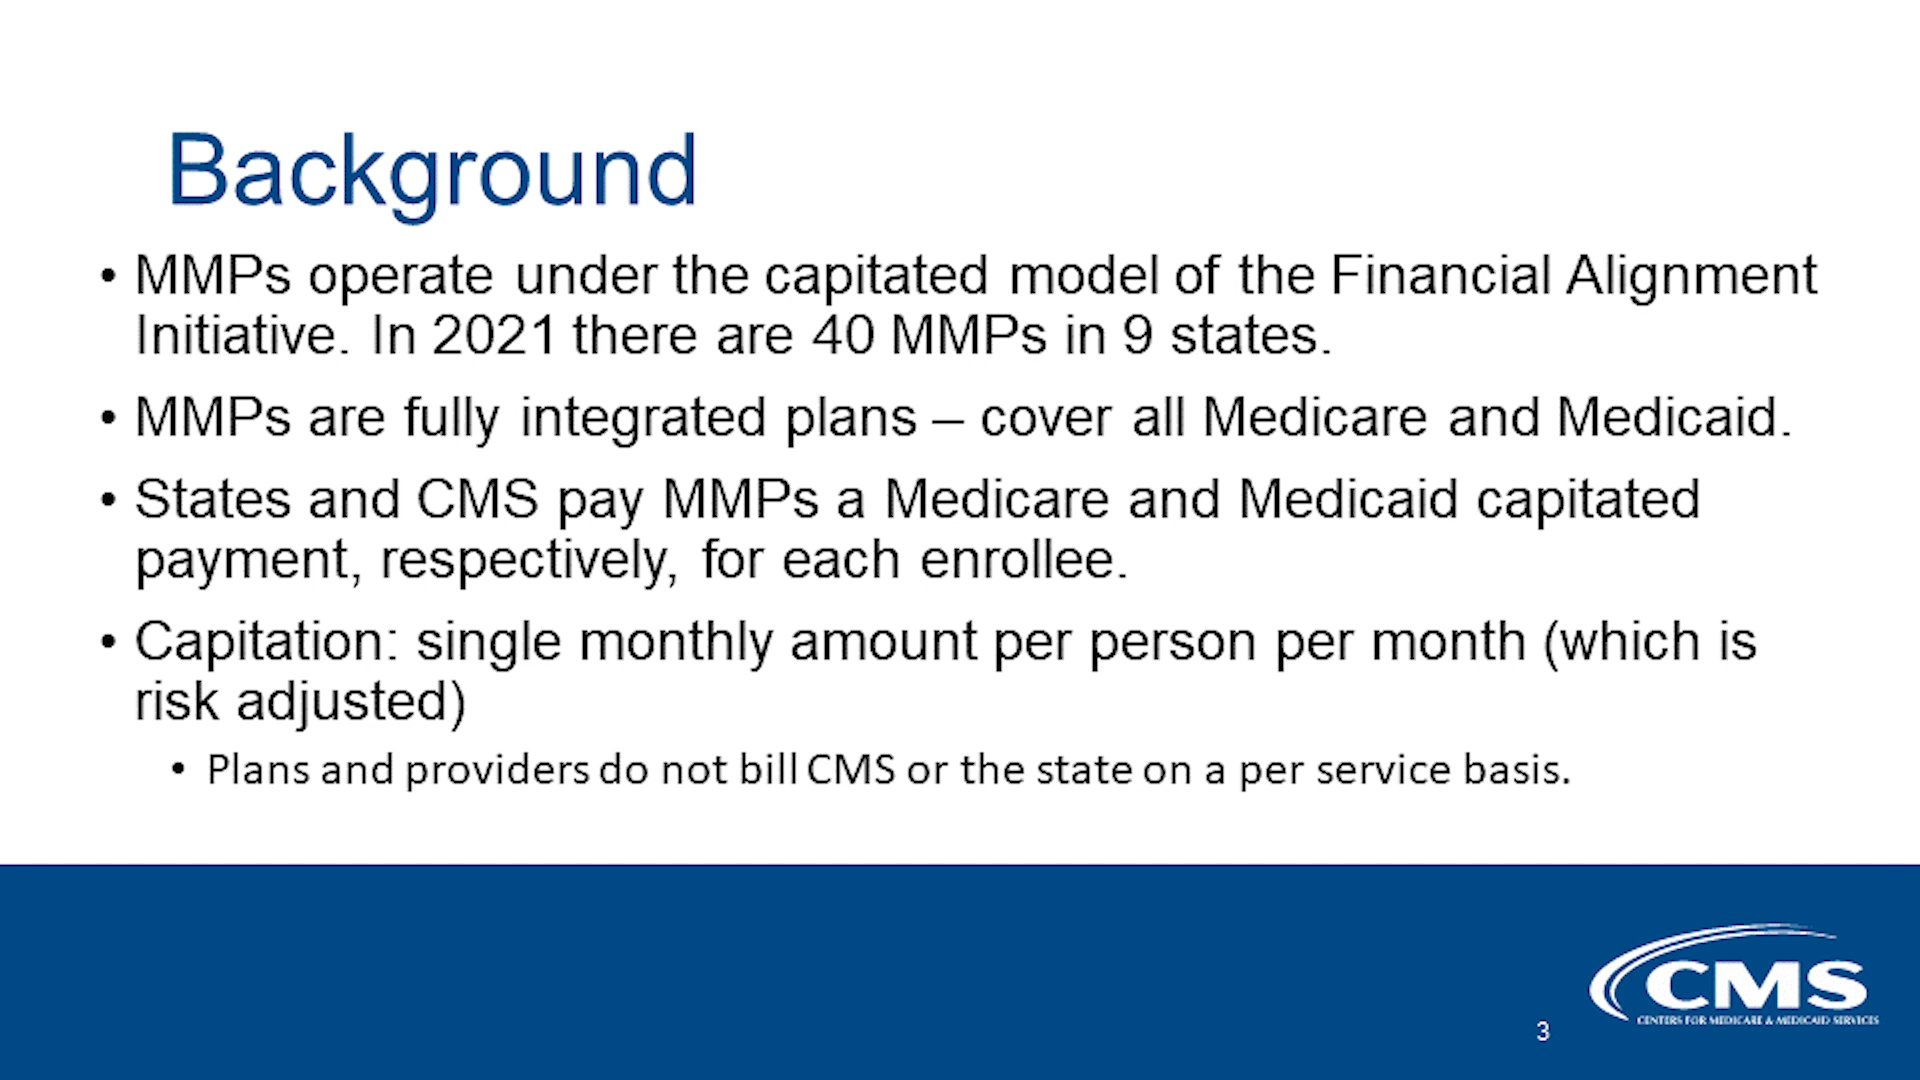 Background
• MMPs operate under the capitated model of the Financial Alignment
Initiative. In 2021 there are 40 MMPs in 9 states.
• MMPs are fully integrated plans – cover all Medicare and Medicaid.
• States and CMS pay MMPs a Medicare and Medicaid capitated
payment, respectively, for each enrollee.
• Capitation: single monthly amount per person per month (which is
risk adjusted)
• Plans and providers do not bill CMS or the state on a per service basis.
CMS
CENTERS FOR MEDICARE & MEDICAID SERVICES
3